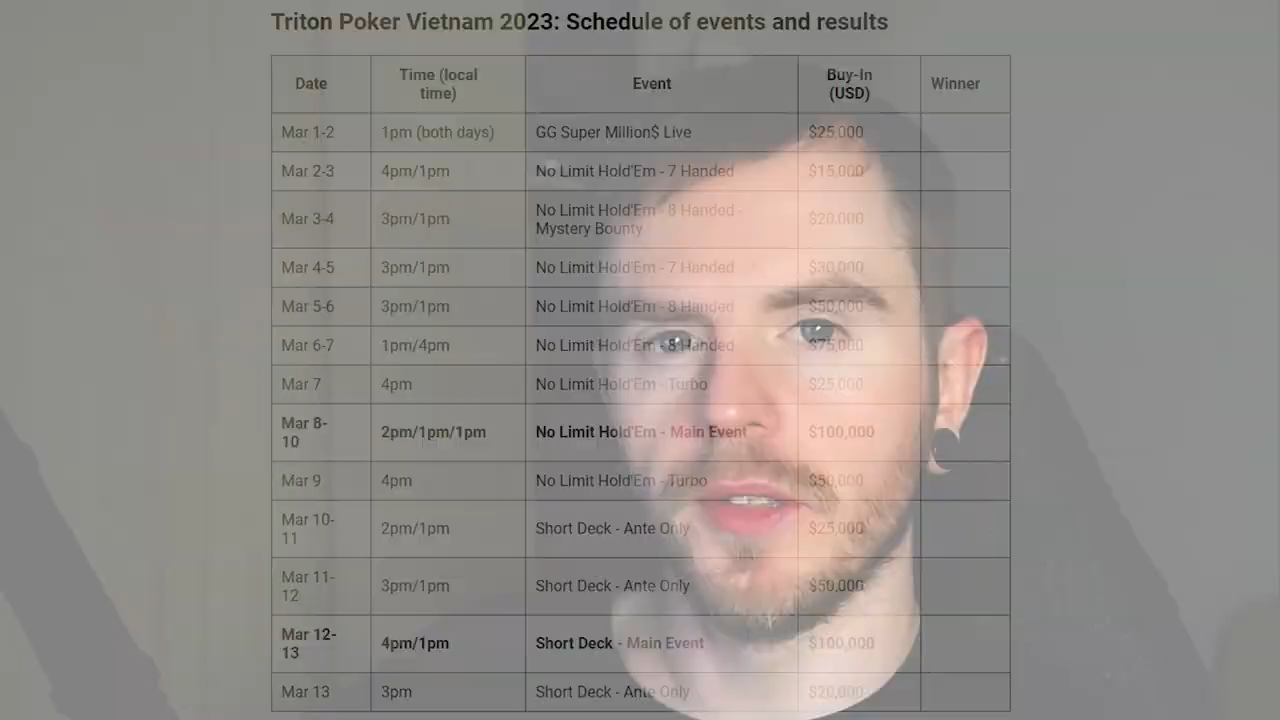 Triton Poker Vietnam 2023: Schedule of events and results
Date Time (local time) Event Buy-In (USD) Winner
Mar 1-2 1pm (both days) GG Super Million$ Live $25,000
Mar 2-3 4pm/1pm No Limit Hold'Em - 7 Handed $15,000
Mar 3-4 3pm/1pm No Limit Hold'Em - 8 Handed - Mystery Bounty $20,000
Mar 4-5 3pm/1pm No Limit Hold'Em - 7 Handed $30,000
Mar 5-6 3pm/1pm No Limit Hold'Em - 8 Handed $50,000
Mar 6-7 1pm/4pm No Limit Hold'Em - 8 Handed $75,000
Mar 7 4pm No Limit Hold'Em - Turbo $25,000
Mar 8-10 2pm/1pm/1pm No Limit Hold'Em - Main Event $100,000
Mar 9 4pm No Limit Hold'Em - Turbo $50,000
Mar 10-11 2pm/1pm Short Deck - Ante Only $25,000
Mar 11-12 3pm/1pm Short Deck - Ante Only $50,000
Mar 12-13 4pm/1pm Short Deck - Main Event $100,000
Mar 13 3pm Short Deck - Ante Only $20,000